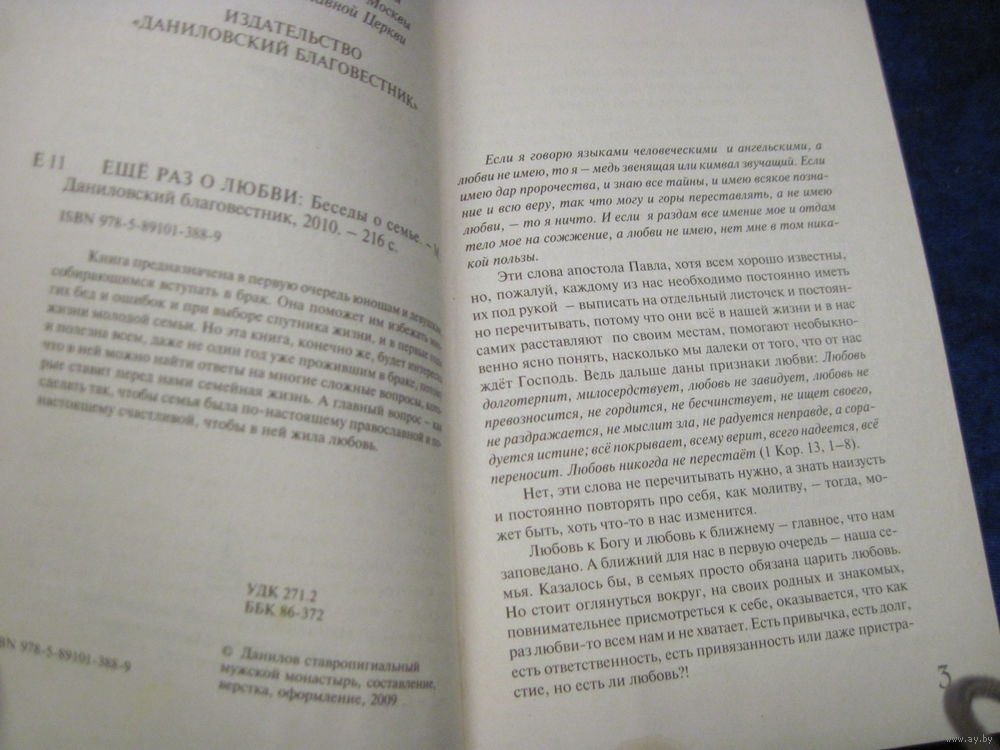 Москвы
Церкви
ИЗДАТЕЛЬСТВО
«ДАНИЛОВСКИЙ БЛАГОВЕСТНИК»
Е 11 ЕЩЁ РАЗ О ЛЮБВИ: Беседы о семье. – М.
Даниловский благовестник, 2010. – 216 с.
ISBN 978-5-89101-388-9
Книга предназначена в первую очередь юношам и девушкам,
собирающимся вступать в брак. Она поможет им избежать мно-
гих бед и ошибок и при выборе спутника жизни, и в первые годы
жизни молодой семьи. Но эта книга, конечно же, будет интересна
и полезна всем, даже не один год уже прожившим в браке, потому
что в ней можно найти ответы на многие сложные вопросы, кото-
рые ставит перед нами семейная жизнь. А главный вопрос – как
сделать так, чтобы семья была по-настоящему православной и по-
настоящему счастливой, чтобы в ней жила любовь.
УДК 271.2
ББК 86-372
ISBN 978-5-89101-388-9
© Данилов ставропигиальный
мужской монастырь, составление,
верстка, оформление, 2009
Если я говорю языками человеческими и ангельскими, а
любви не имею, то я – медь звенящая или кимвал звучащий. Если
имею дар пророчества, и знаю все тайны, и имею всякое позна-
ние и всю веру, так что могу и горы переставлять, а не имею
любви, – то я ничто. И если я раздам все имение мое и отдам
тело мое на сожжение, а любви не имею, нет мне в том ника-
кой пользы.
Эти слова апостола Павла, хотя всем хорошо известны,
но, пожалуй, каждому из нас необходимо постоянно иметь
их под рукой – выписать на отдельный листочек и постоян-
но перечитывать, потому что они всё в нашей жизни и в нас
самих расставляют по своим местам, помогают необыкно-
венно ясно понять, насколько мы далеки от того, что от нас
ждёт Господь. Ведь дальше даны признаки любви: Любовь
долготерпит, милосердствует, любовь не завидует, любовь не
превозносится, не гордится, не бесчинствует, не ищет своего,
не раздражается, не мыслит зла, не радуется неправде, а сора-
дуется истине; всё покрывает, всему верит, всего надеется, всё
переносит. Любовь никогда не перестаёт (1 Кор. 13, 1–8).
Нет, эти слова не перечитывать нужно, а знать наизусть
и постоянно повторять про себя, как молитву, – тогда, мо-
жет быть, хоть что-то в нас изменится.
Любовь к Богу и любовь к ближнему – главное, что нам
заповедано. А ближний для нас в первую очередь – наша се-
мья. Казалось бы, в семьях просто обязана царить любовь.
Но стоит оглянуться вокруг, на своих родных и знакомых,
повнимательнее присмотреться к себе, оказывается, что как
раз любви-то всем нам и не хватает. Есть привычка, есть долг,
есть ответственность, есть привязанность или даже пристра-
стие, но есть ли любовь?!
3
www.ay.by